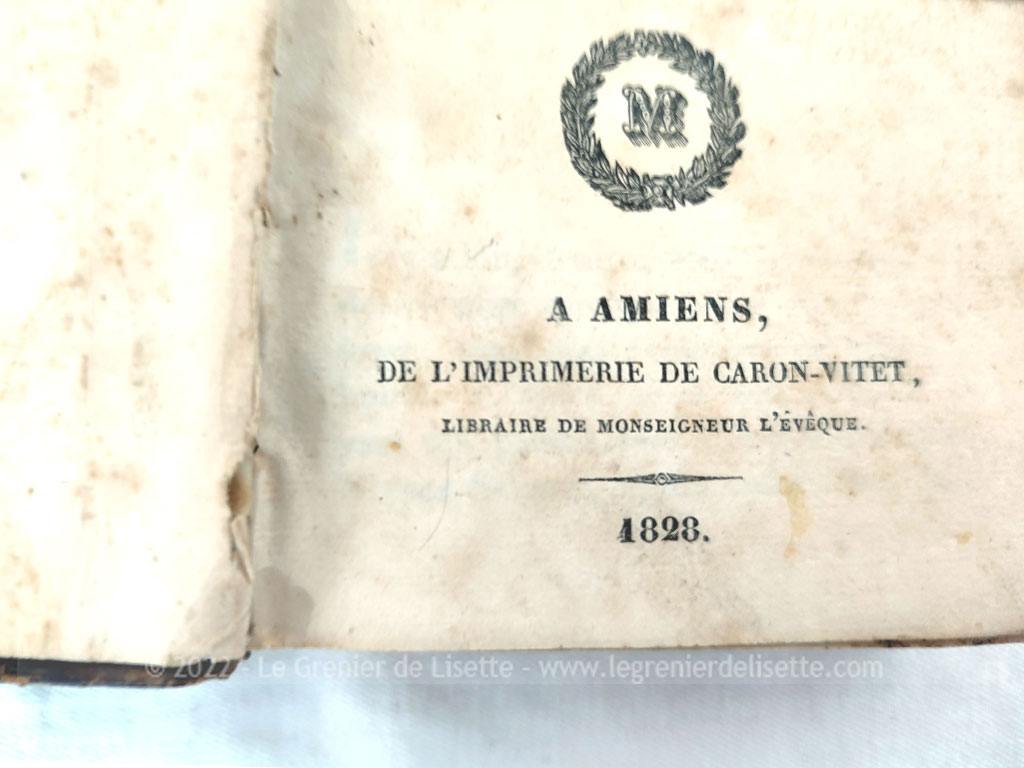 M
A AMIENS,
DE L'IMPRIMERIE DE CARON-VITET,
LIBRAIRE DE MONSEIGNEUR L'ÉVÊQUE.
1828.
© 2022 - Le Grenier de Lisette - www.legrenierdelisette.com